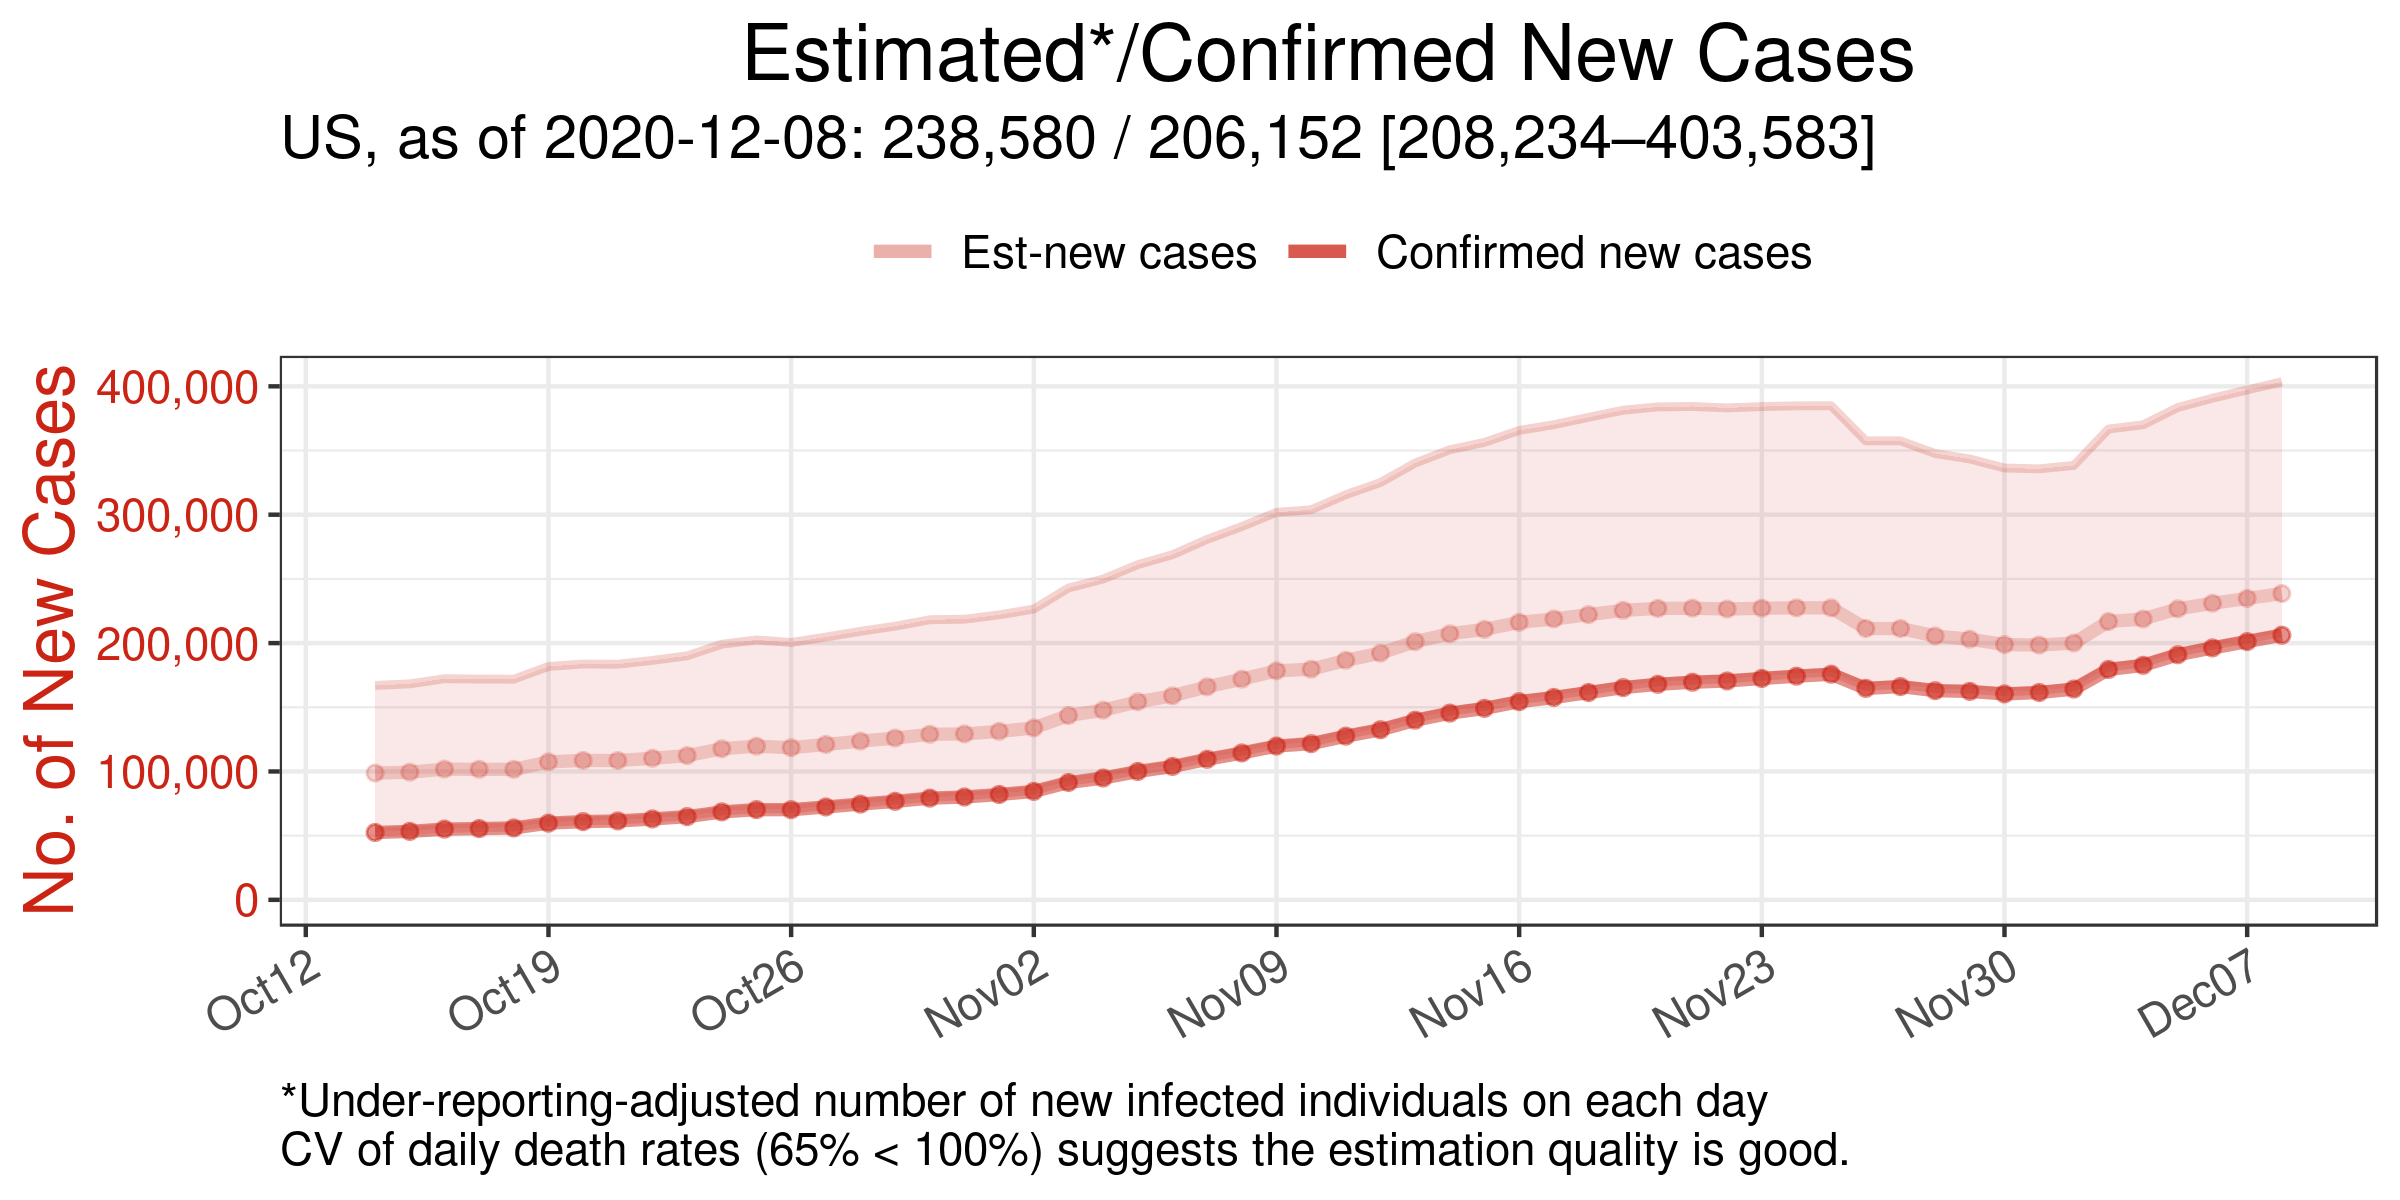 Estimated*/Confirmed New Cases
US, as of 2020-12-08: 238,580 / 206,152 [208,234–403,583]
Est-new cases
Confirmed new cases
No. of New Cases
400,000
300,000
200,000
100,000
0
Oct12
Oct19
Oct26
Nov02
Nov09
Nov16
Nov23
Nov30
Dec07
*Under-reporting-adjusted number of new infected individuals on each day
CV of daily death rates (65% < 100%) suggests the estimation quality is good.